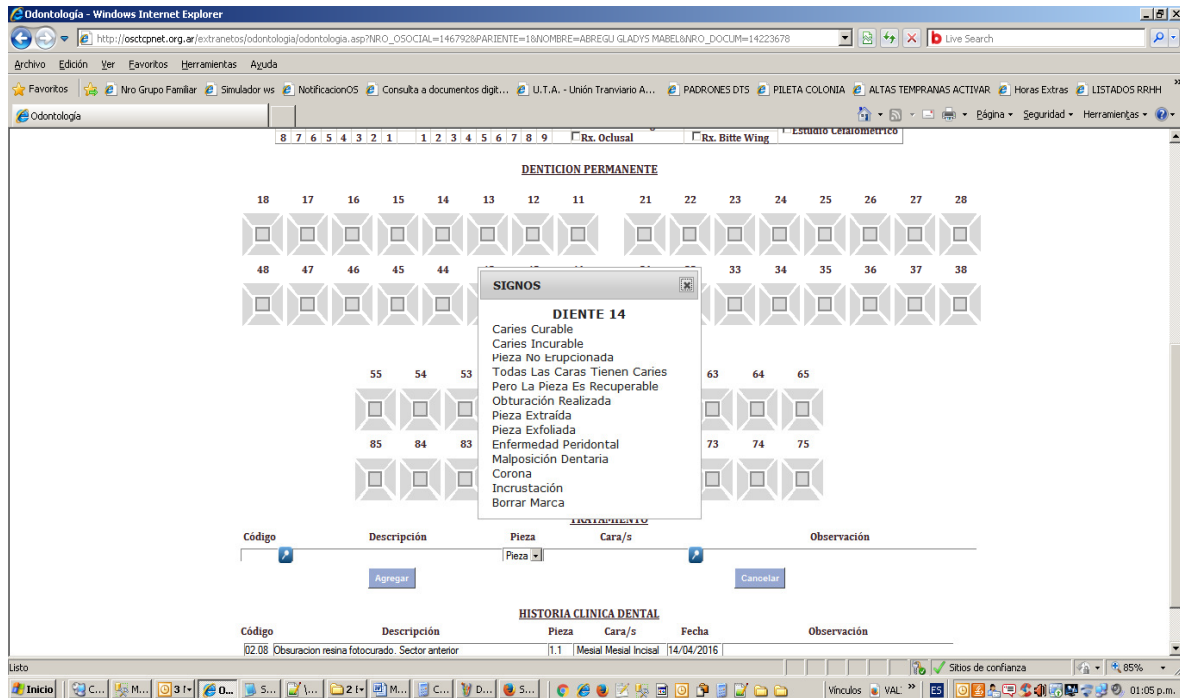 Odontología - Windows Internet Explorer
http://osctcpnet.org.ar/extranetos/odontologia/odontologia.asp?NRO_OSOCIAL=146792&PARIENTE=1&NOMBRE=ABREGU GLADYS MABEL&NRO_DOCUM=14223678
Live Search
Archivo Edición Ver Favoritos Herramientas Ayuda
Favoritos Nro Grupo Familiar Simulador ws NotificacionOS Consulta a documentos digit... U.T.A. - Unión Tranviario A... PADRONES DTS PILETA COLONIA ALTAS TEMPRANAS ACTIVAR Horas Extras LISTADOS RRHH »
Odontología Página Seguridad Herramientas
8 7 6 5 4 3 2 1 1 2 3 4 5 6 7 8 9 Rx. Oclusal Rx. Bitte Wing Estudio Cefalometrico
DENTICION PERMANENTE
18 17 16 15 14 13 12 11 21 22 23 24 25 26 27 28
48 47 46 45 44 33 34 35 36 37 38
SIGNOS
DIENTE 14
Caries Curable
Caries Incurable
Pieza No Erupcionada
Todas Las Caras Tienen Caries
Pero La Pieza Es Recuperable
Obturación Realizada
Pieza Extraída
Pieza Exfoliada
Enfermedad Peridontal
Malposición Dentaria
Corona
Incrustación
Borrar Marca
55 54 53 63 64 65
85 84 83 73 74 75
TRATAMIENTO
Código Descripción Pieza Cara/s Observación
Pieza
Agregar Cancelar
HISTORIA CLINICA DENTAL
Código Descripción Pieza Cara/s Fecha Observación
02.08 Obsuracion resina fotocurado. Sector anterior 1.1 Mesial Mesial Incisal 14/04/2016
Listo Sitios de confianza 85%
Inicio C... M... 3 O... S... \... 2 M... C... D... S... Vínculos VAL: » ES 01:05 p.m.